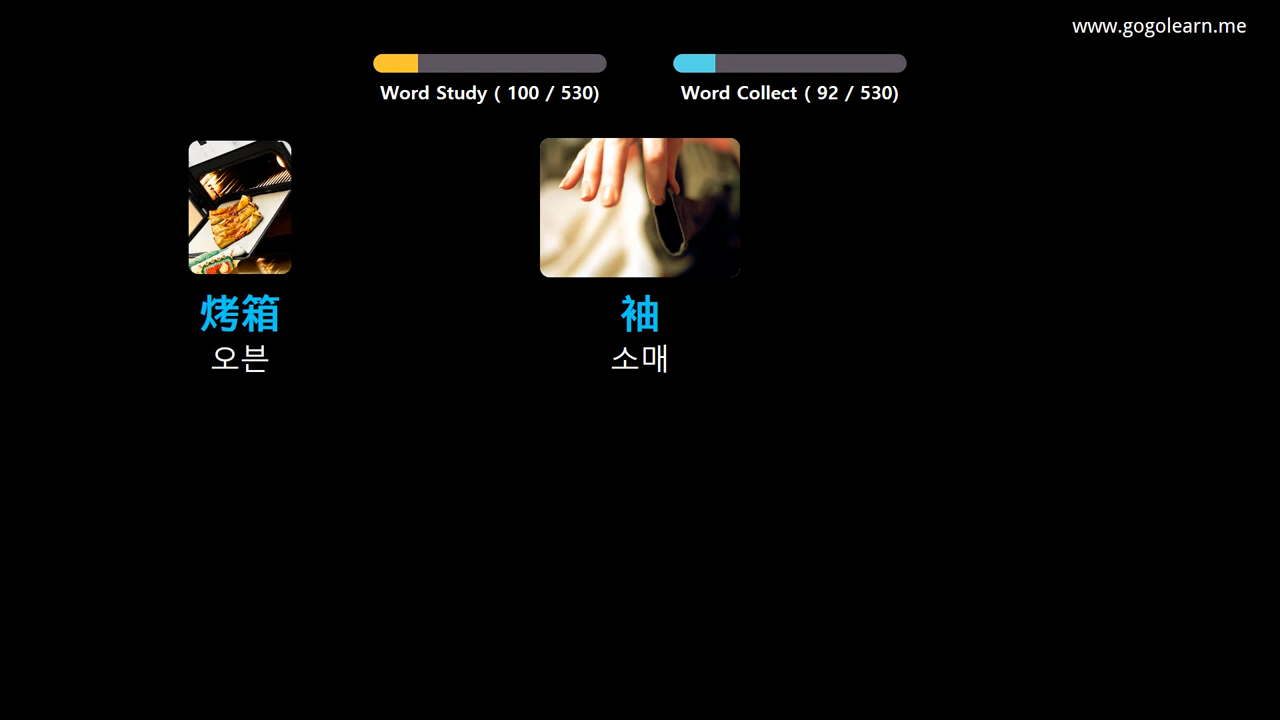 www.gogolearn.me
Word Study ( 100 / 530)
Word Collect ( 92 / 530)
烤箱
오븐
袖
소매